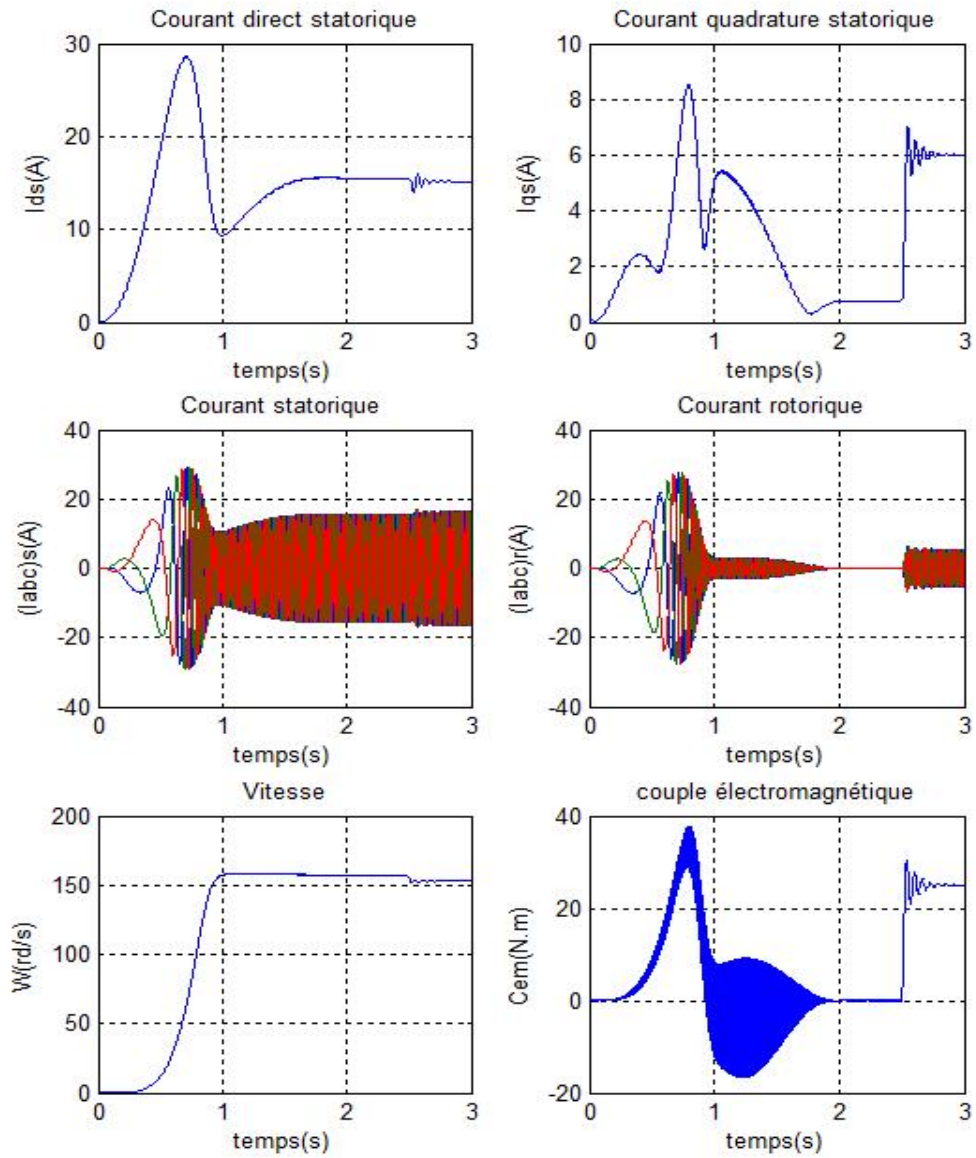 Courant direct statorique
Ids(A)
30
20
10
0
0 1 2 3
temps(s)
Courant quadrature statorique
Iqs(A)
10
8
6
4
2
0
0 1 2 3
temps(s)
Courant statorique
(Iabc)s(A)
40
20
0
-20
-40
0 1 2 3
temps(s)
Courant rotorique
(Iabc)r(A)
40
20
0
-20
-40
0 1 2 3
temps(s)
Vitesse
W(rd/s)
200
150
100
50
0
0 1 2 3
temps(s)
couple électromagnétique
Cem(N.m)
40
20
0
-20
0 1 2 3
temps(s)